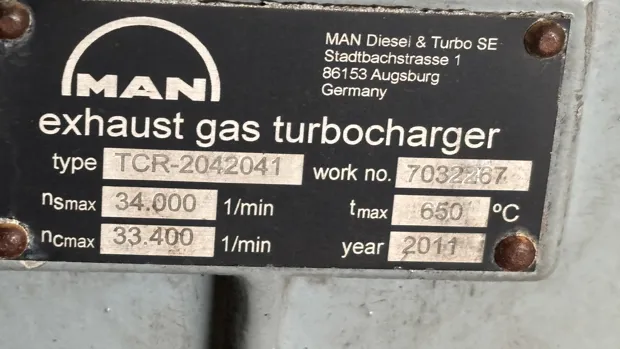 MAN
MAN Diesel & Turbo SE
Stadtbachstrasse 1
86153 Augsburg
Germany
exhaust gas turbocharger
type TCR-2042041 work no. 7032267
nSmax 34.000 1/min tmax 650 ºC
nCmax 33.400 1/min year 2011